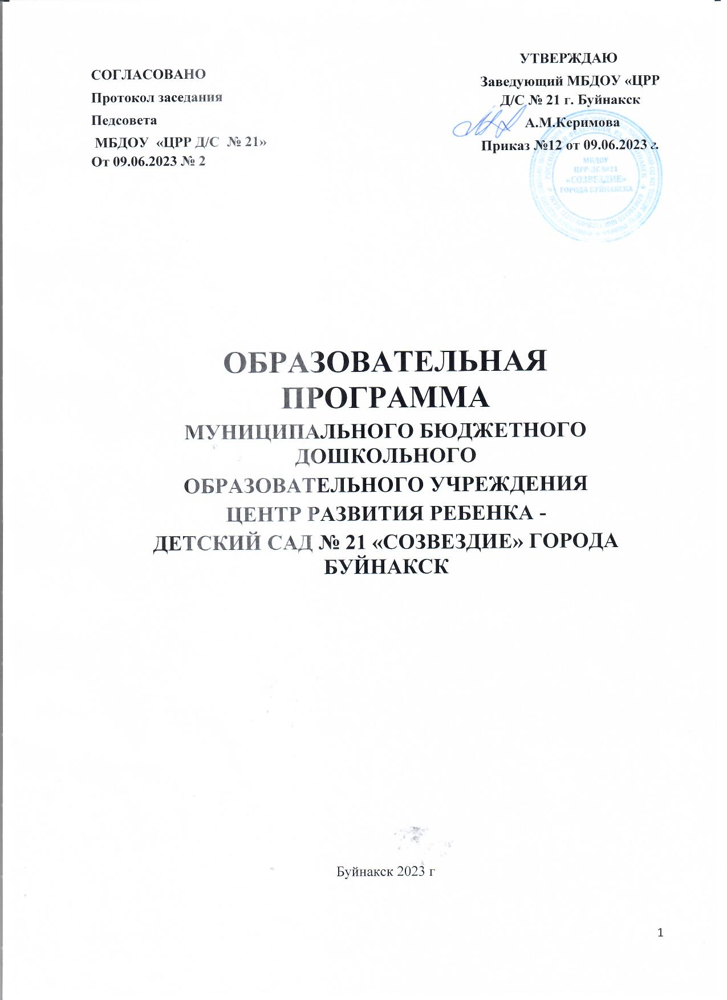 СОГЛАСОВАНО
Протокол заседания
Педсовета
МБДОУ «ЦРР Д/С № 21»
От 09.06.2023 № 2
УТВЕРЖДАЮ
Заведующий МБДОУ «ЦРР
Д/С № 21 г. Буйнакск
А.М.Керимова
Приказ №12 от 09.06.2023 г.
МБДОУ
ЦРР-ДС №21
«СОЗВЕЗДИЕ»
ГОРОДА БУЙНАКСКА
ОБРАЗОВАТЕЛЬНАЯ
ПРОГРАММА
МУНИЦИПАЛЬНОГО БЮДЖЕТНОГО
ДОШКОЛЬНОГО
ОБРАЗОВАТЕЛЬНОГО УЧРЕЖДЕНИЯ
ЦЕНТР РАЗВИТИЯ РЕБЕНКА -
ДЕТСКИЙ САД № 21 «СОЗВЕЗДИЕ» ГОРОДА
БУЙНАКСК
Буйнакск 2023 г
1